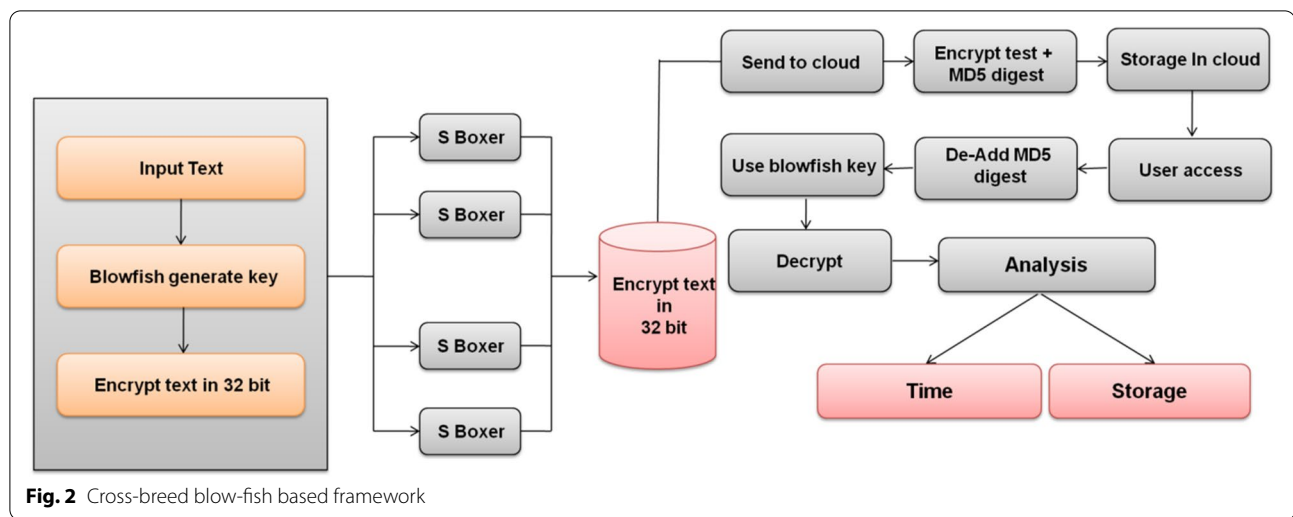 Input Text
Blowfish generate key
Encrypt text in 32 bit
S Boxer
S Boxer
S Boxer
S Boxer
Encrypt text
in
32 bit
Send to cloud
Encrypt test +
MD5 digest
Storage In cloud
User access
De-Add MD5
digest
Use blowfish key
Decrypt
Analysis
Time
Storage
Fig. 2 Cross-breed blow-fish based framework